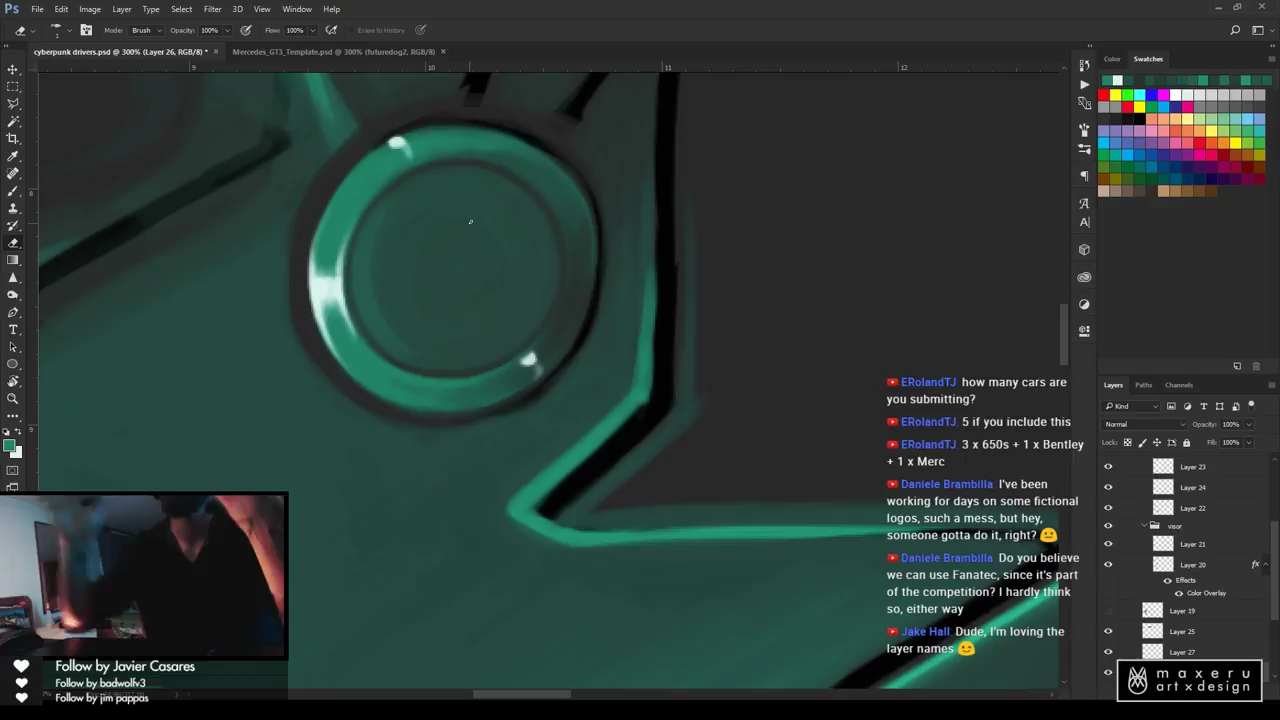 Ps File Edit Image Layer Type Select Filter 3D View Window Help
Mode: Brush Opacity: 100% Flow: 100% Erase to History
cyberpunk drivers.psd @ 300% (Layer 26, RGB/8) * × Mercedes_GT3_Template.psd @ 300% (futuredog2, RGB/8) ×
9 10 11 12
8
9
Color Swatches
Layers Paths Channels
Kind
Normal Opacity: 100%
Lock: Fill: 100%
Layer 23
Layer 24
Layer 22
visor
Layer 21
Layer 20 fx
Effects
Color Overlay
Layer 19
Layer 25
Layer 27
ERolandTJ how many cars are
you submitting?
ERolandTJ 5 if you include this
ERolandTJ 3 x 650s + 1 x Bentley
+ 1 x Merc
Daniele Brambilla I've been
working for days on some fictional
logos, such a mess, but hey,
someone gotta do it, right? 😐
Daniele Brambilla Do you believe
we can use Fanatec, since it's part
of the competition? I hardly think
so, either way
Jake Hall Dude, I'm loving the
layer names 😊
Follow by Javier Casares
Follow by badwolfv3
Follow by jim pappas
maxeru
art x design